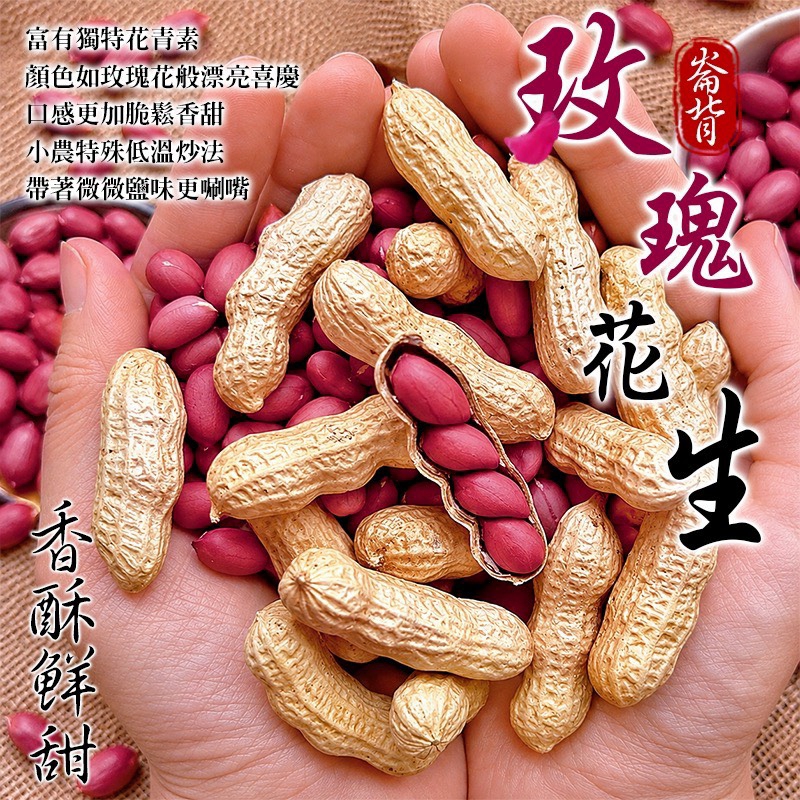 富有獨特花青素
顏色如玫瑰花般漂亮喜慶
口感更加脆鬆香甜
小農特殊低溫炒法
帶著微微鹽味更唰嘴
崙背
玫瑰花生
香酥鮮甜